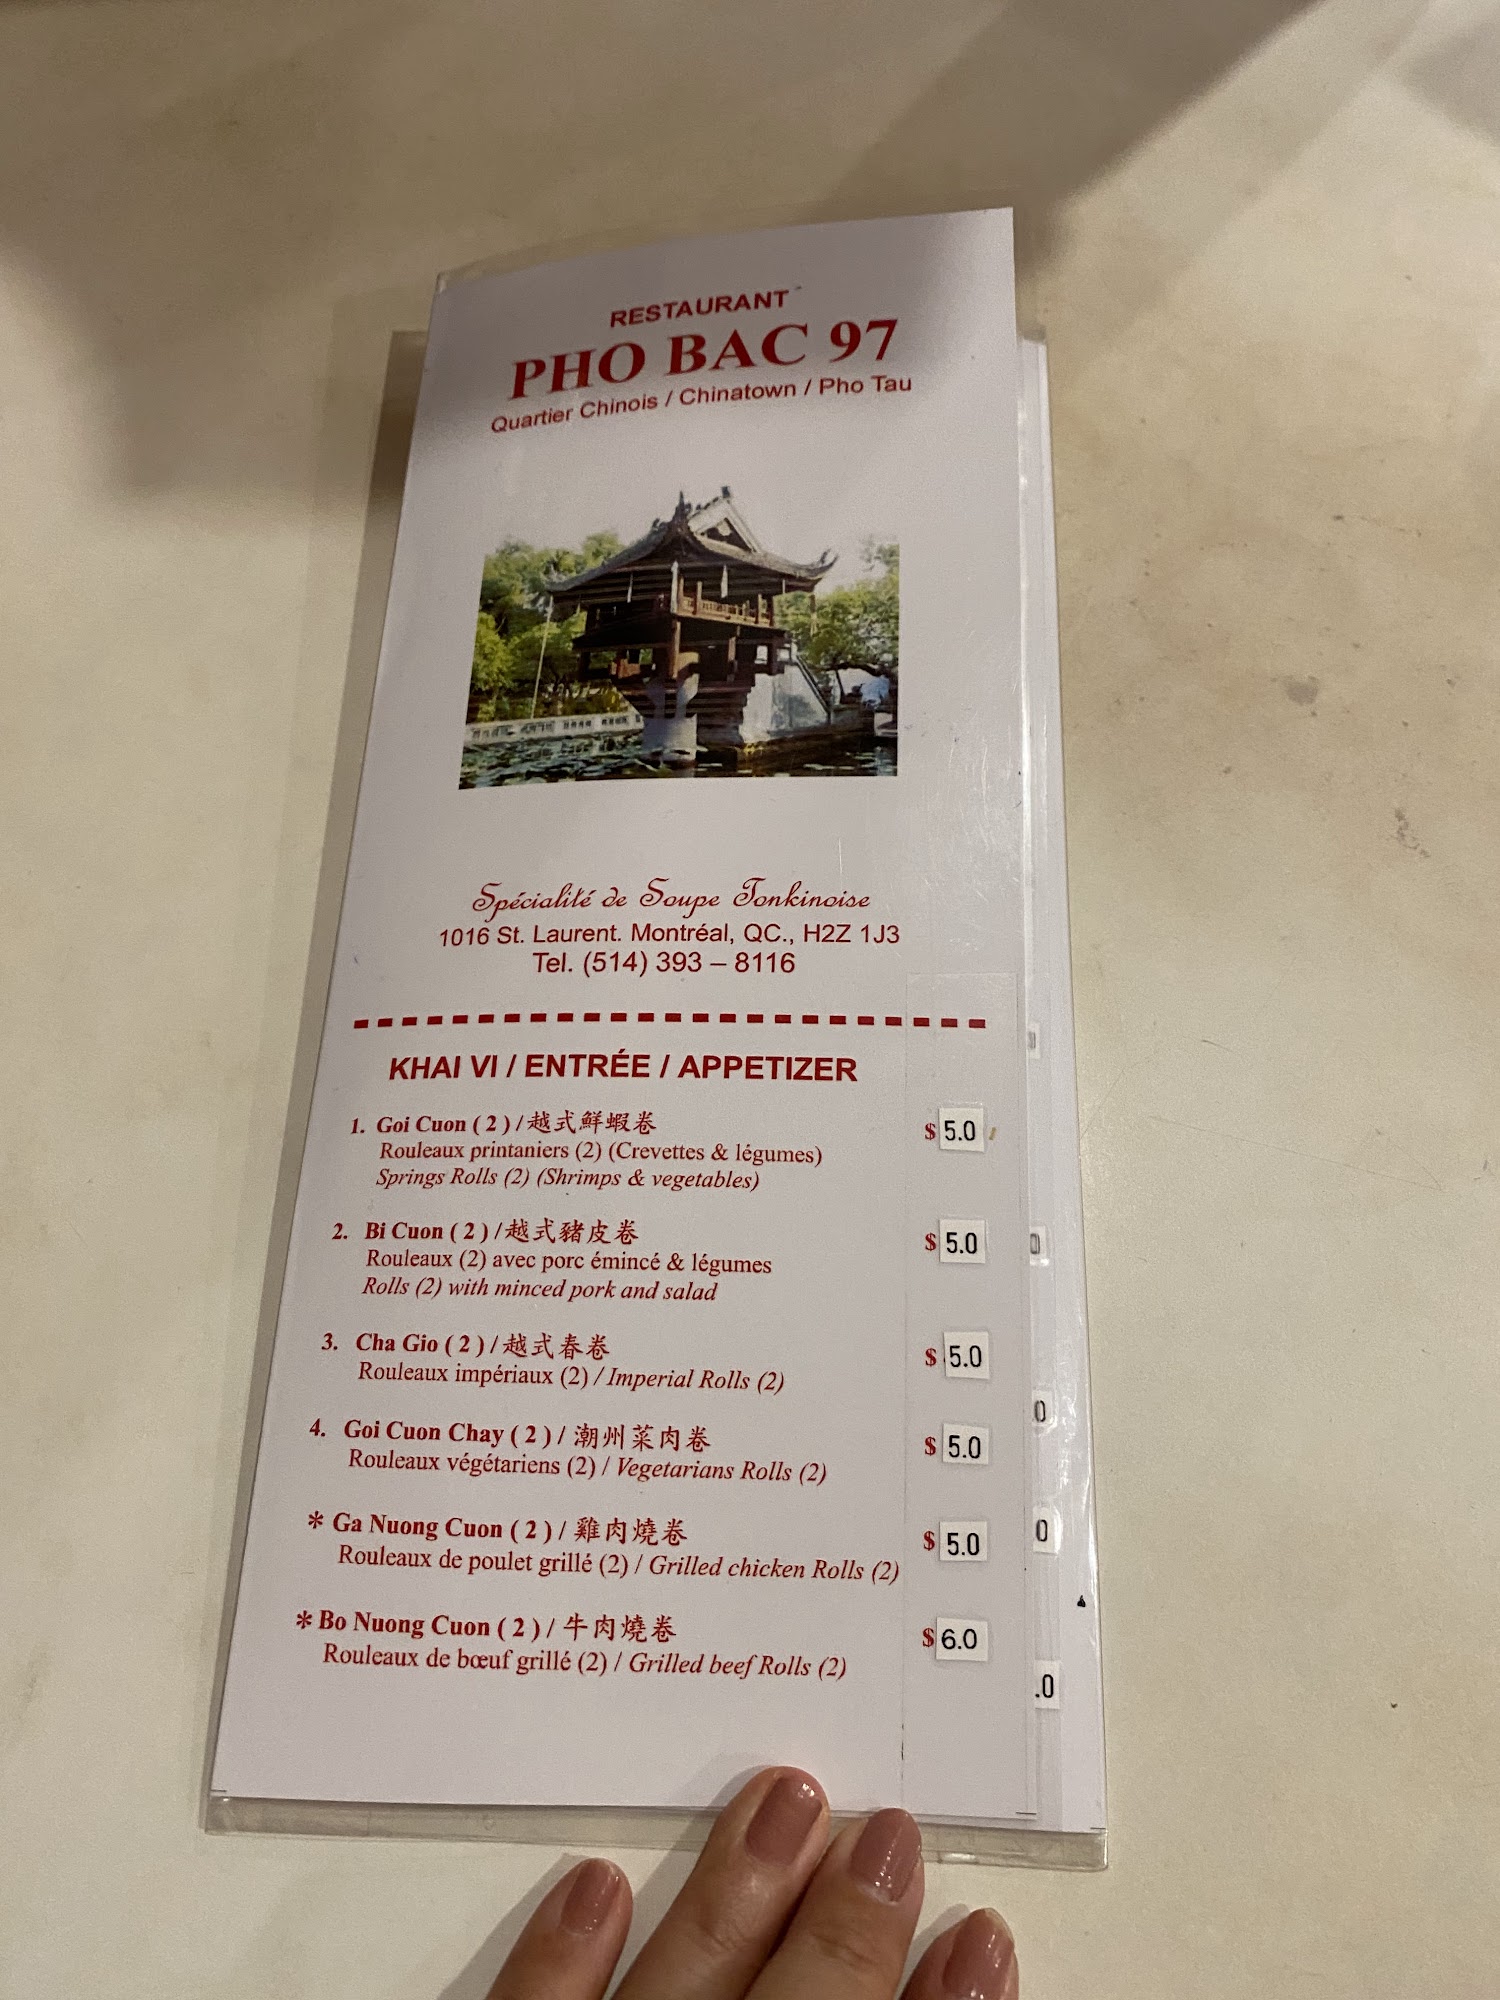 RESTAURANT
PHO BAC 97
Quartier Chinois / Chinatown / Pho Tau
Spécialité de Soupe Tonkinoise
1016 St. Laurent. Montréal, QC., H2Z 1J3
Tel. (514) 393 – 8116
KHAI VI / ENTRÉE / APPETIZER
1. Goi Cuon ( 2 ) / 越式鮮蝦卷 $ 5.0
Rouleaux printaniers (2) (Crevettes & légumes)
Springs Rolls (2) (Shrimps & vegetables)
2. Bi Cuon ( 2 ) / 越式豬皮卷 $ 5.0
Rouleaux (2) avec porc émincé & légumes
Rolls (2) with minced pork and salad
3. Cha Gio ( 2 ) / 越式春卷 $ 5.0
Rouleaux impériaux (2) / Imperial Rolls (2)
4. Goi Cuon Chay ( 2 ) / 潮州菜肉卷 $ 5.0
Rouleaux végétariens (2) / Vegetarians Rolls (2)
* Ga Nuong Cuon ( 2 ) / 雞肉燒卷 $ 5.0
Rouleaux de poulet grillé (2) / Grilled chicken Rolls (2)
* Bo Nuong Cuon ( 2 ) / 牛肉燒卷 $ 6.0
Rouleaux de bœuf grillé (2) / Grilled beef Rolls (2)